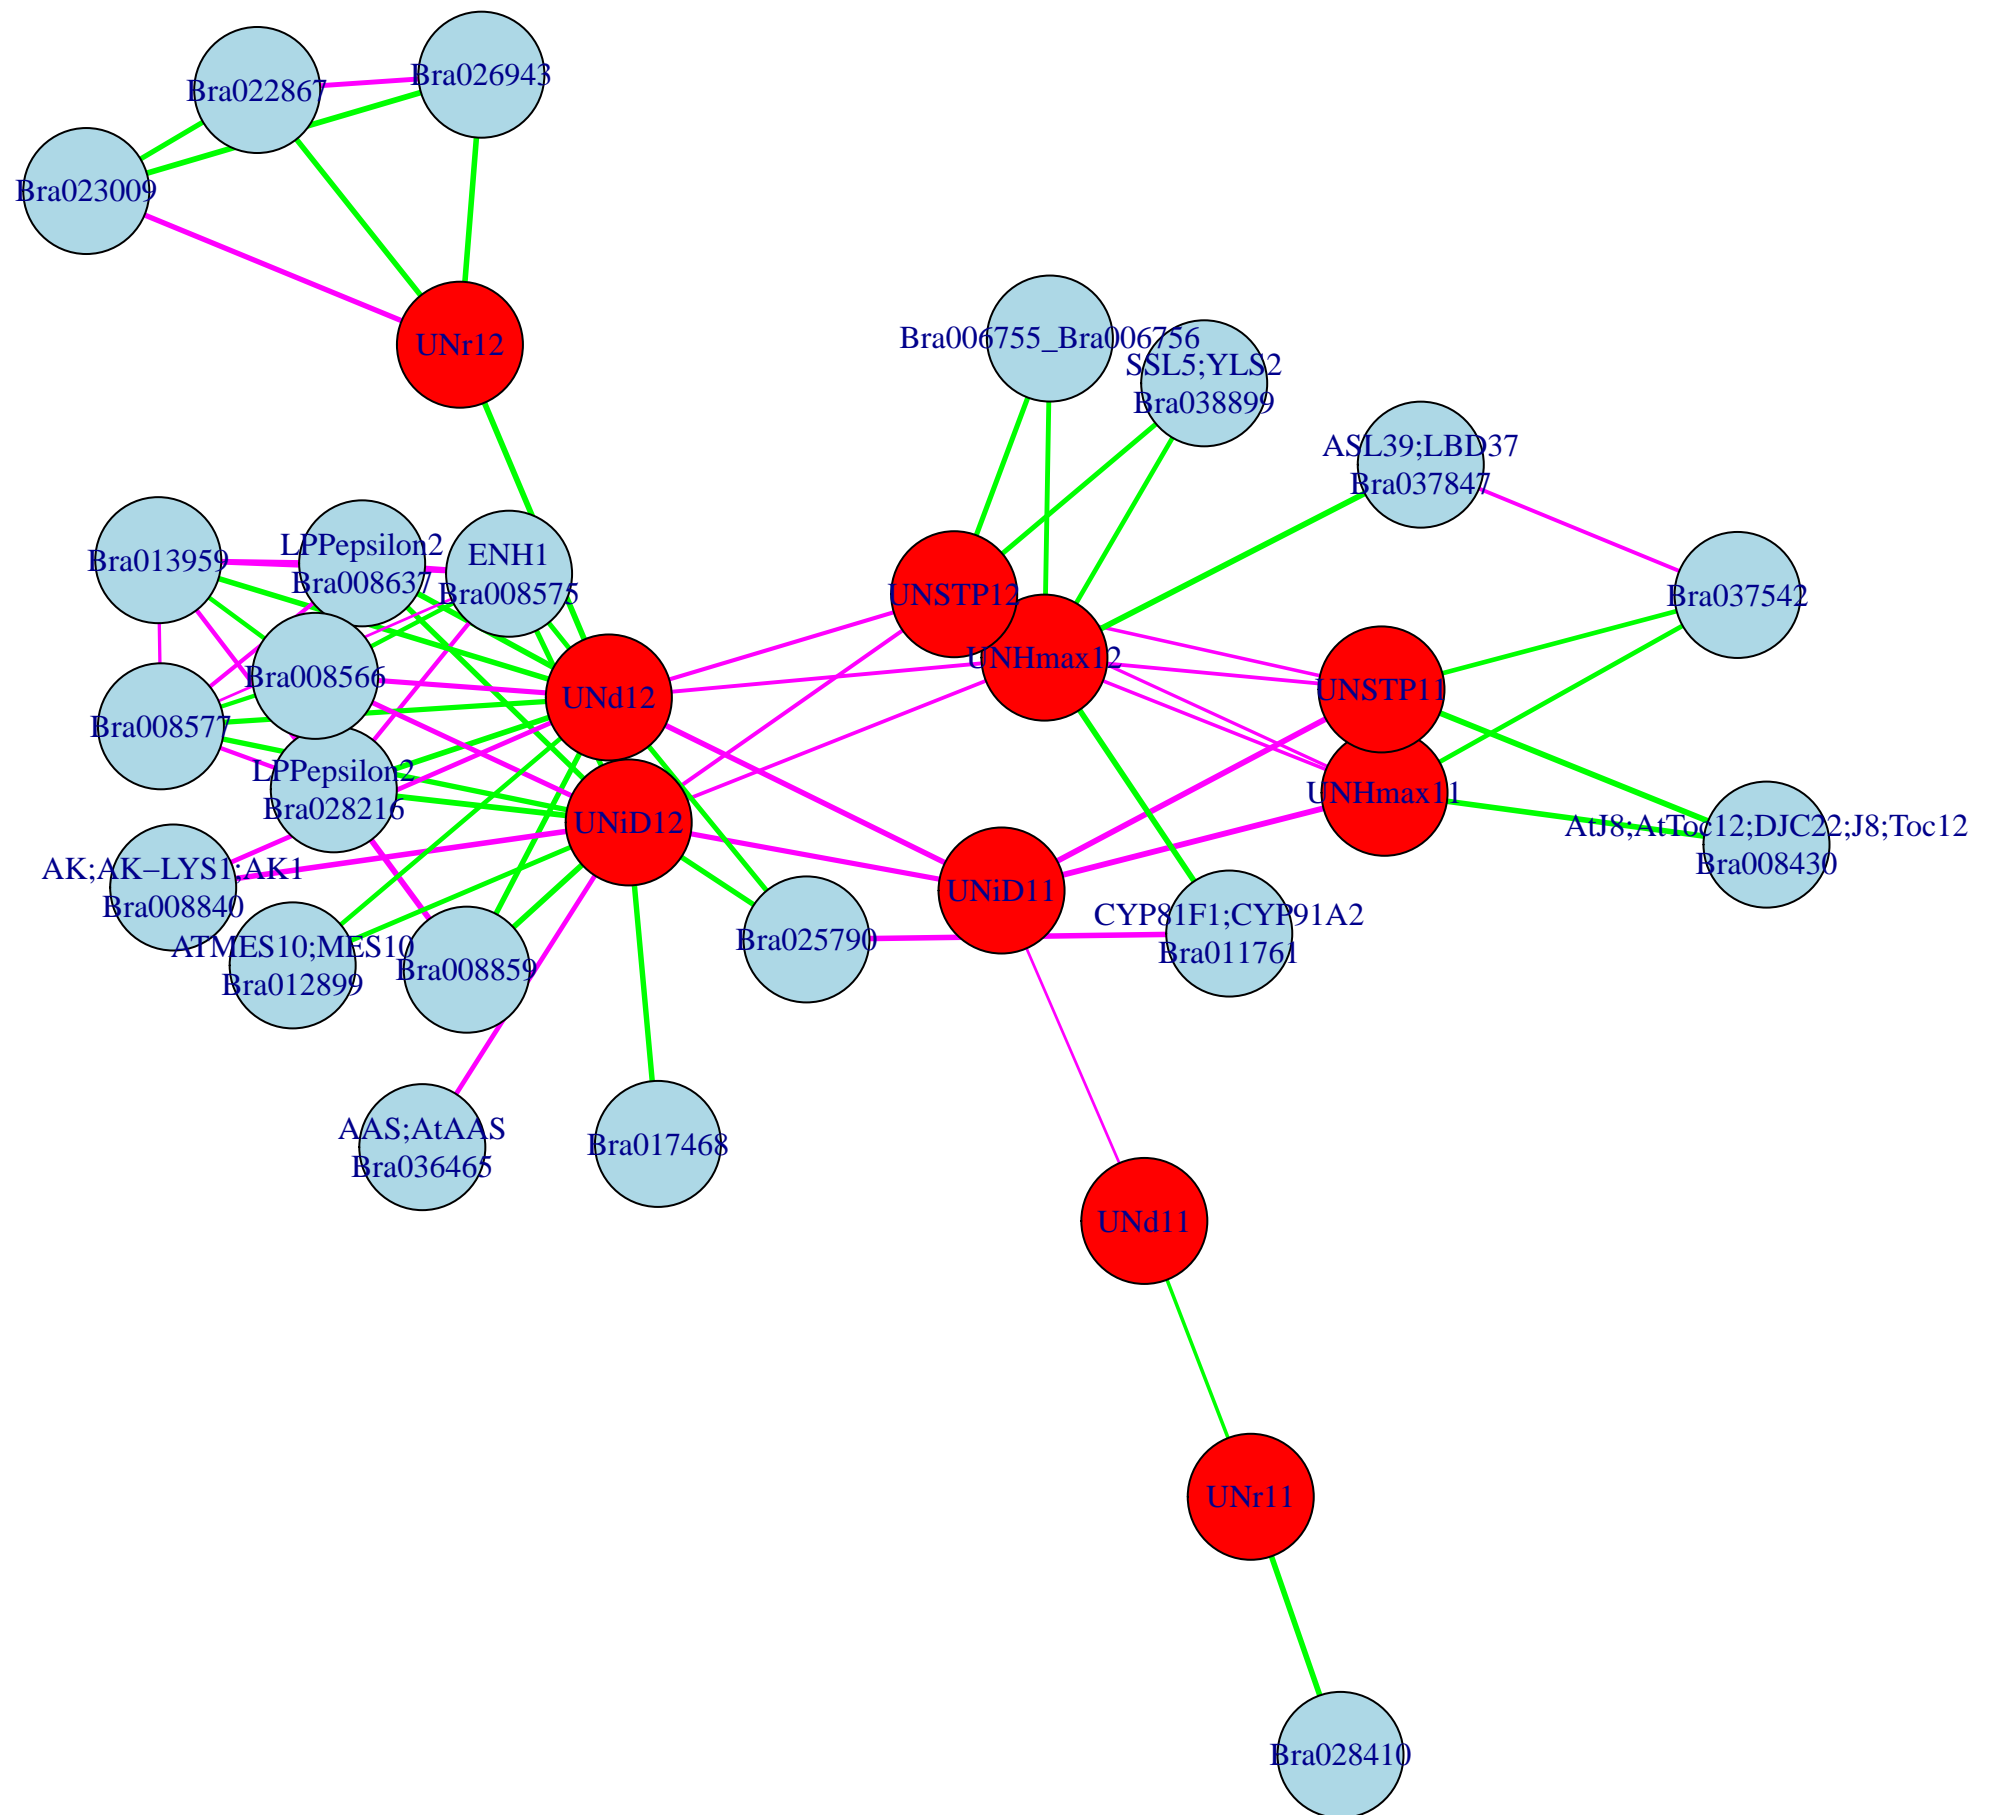 Bra026943
Bra022867
Bra023009
UNr12
Bra006755_Bra006756
SSL5;YLS2
Bra038899
ASL39;LBD37
Bra037847
LPPepsilon2
Bra008637
ENH1
Bra008575
Bra013959
UNSTP12
Bra037542
UNHmax12
Bra008566
UNd12
UNSTP11
Bra008577
LPPepsilon2
Bra028216
UNHmax11
UNiD12
AtJ8;AtToc12;DJC22;J8;Toc12
Bra008430
AK;AK−LYS1;AK1
Bra008840
UNiD11
CYP81F1;CYP91A2
Bra011761
Bra025790
ATMES10;MES10
Bra012899
Bra008859
AAS;AtAAS
Bra036465
Bra017468
UNd11
UNr11
Bra028410